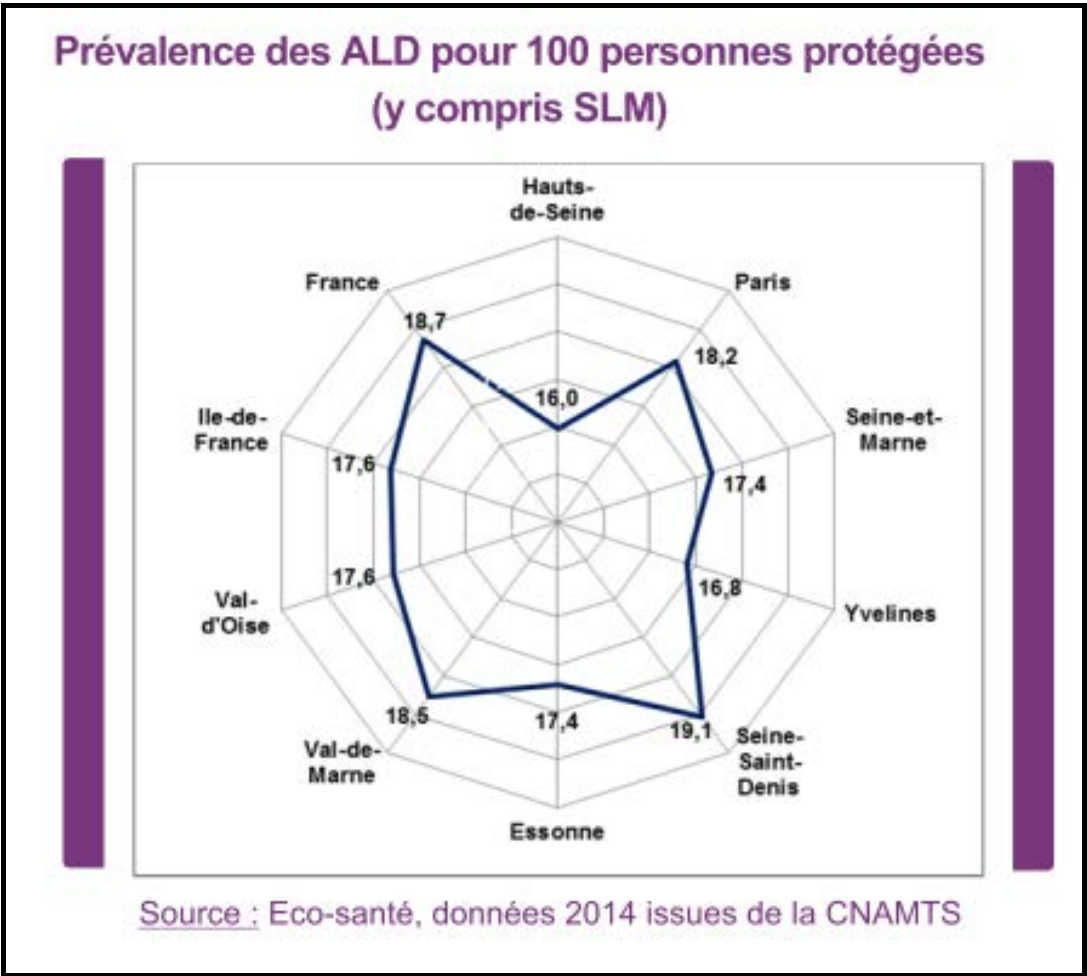 Prévalence des ALD pour 100 personnes protégées
(y compris SLM)
Hauts-
de-Seine
France
Paris
18,7
18,2
16,0
Ile-de-
France
Seine-et-
Marne
17,6
17,4
17,6
16,8
Val-
d'Oise
Yvelines
18,5
17,4
19,1
Val-de-
Marne
Seine-
Saint-
Denis
Essonne
Source : Eco-santé, données 2014 issues de la CNAMTS